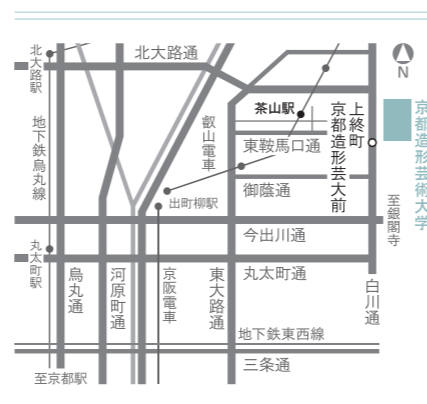 北大路通
N
北大路駅
茶山駅
上終町
京都造形芸大前
京都造形芸術大学
叡山電車
地下鉄烏丸線
東鞍馬口通
御蔭通
出町柳駅
至銀閣寺
今出川通
丸太町駅
烏丸通
河原町通
京阪電車
東大路通
丸太町通
白川通
地下鉄東西線
三条通
至京都駅